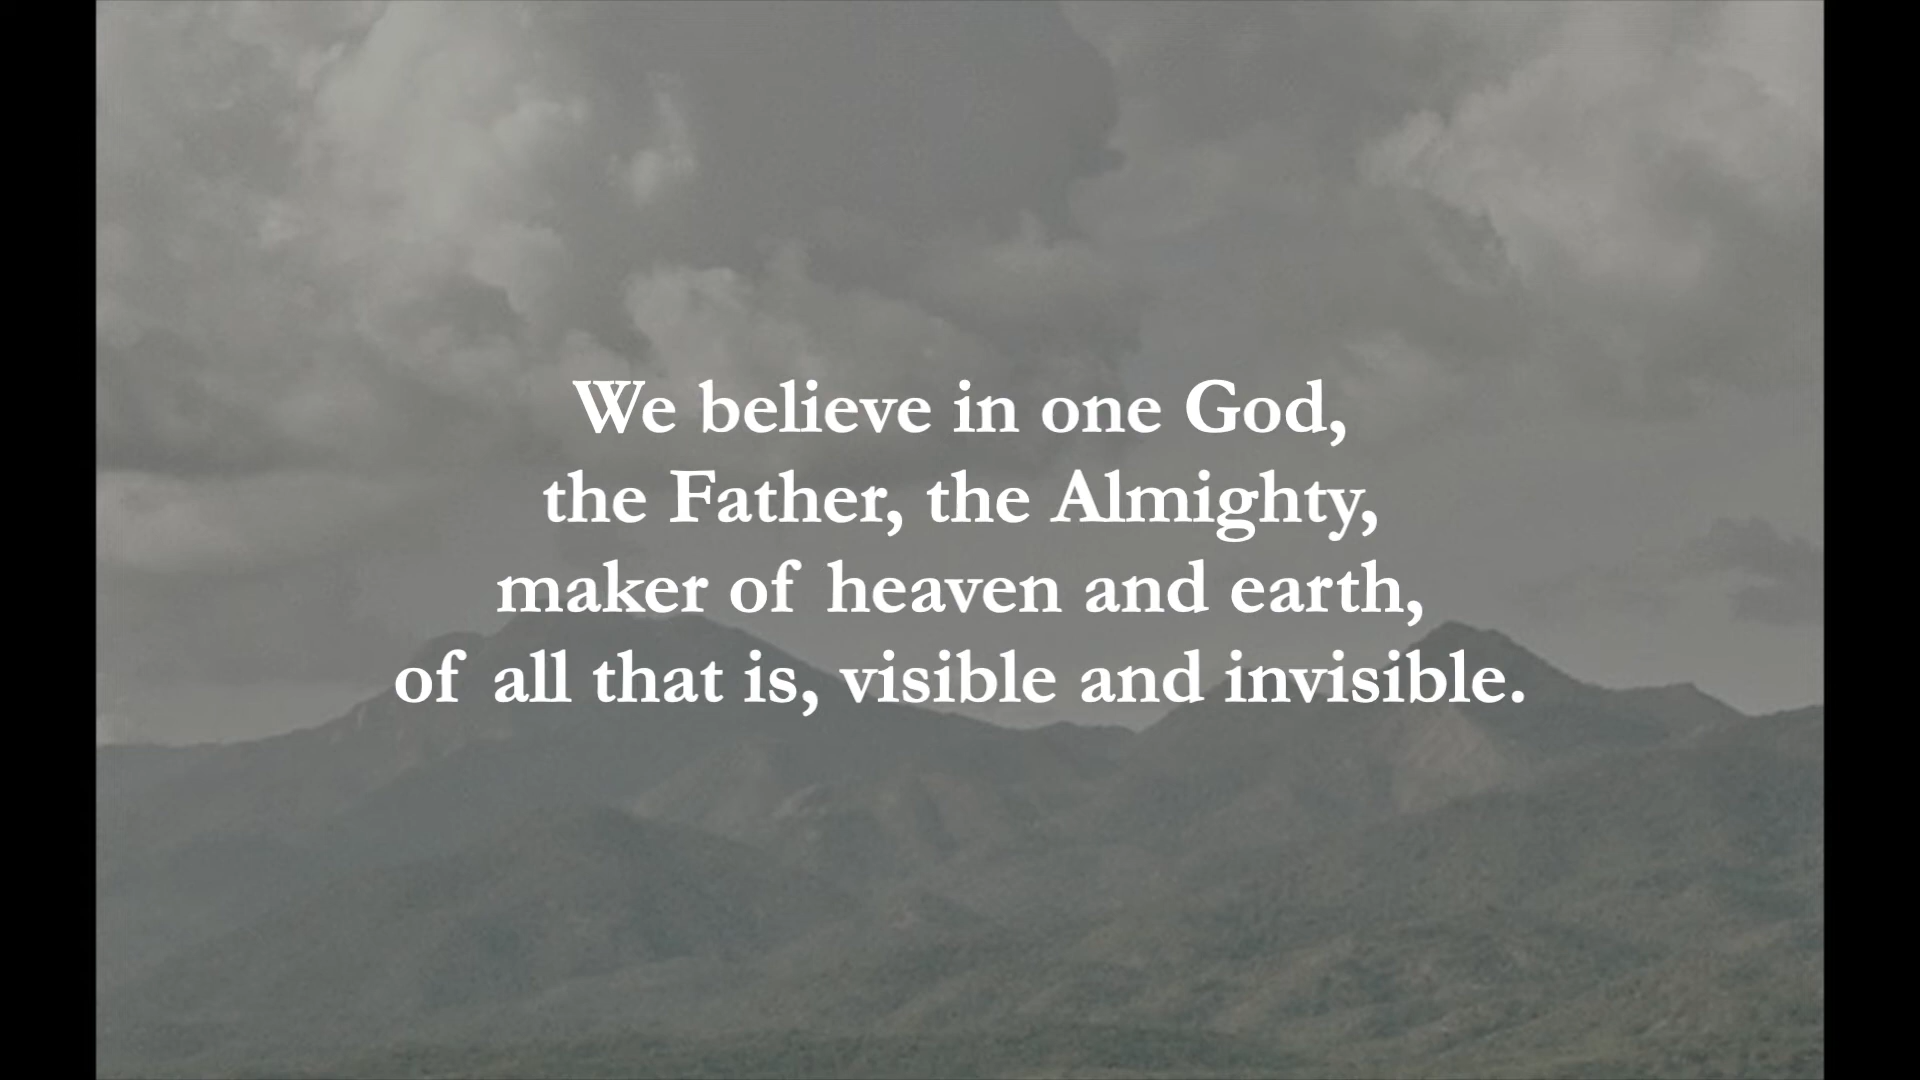 We believe in one God,
the Father, the Almighty,
maker of heaven and earth,
of all that is, visible and invisible.